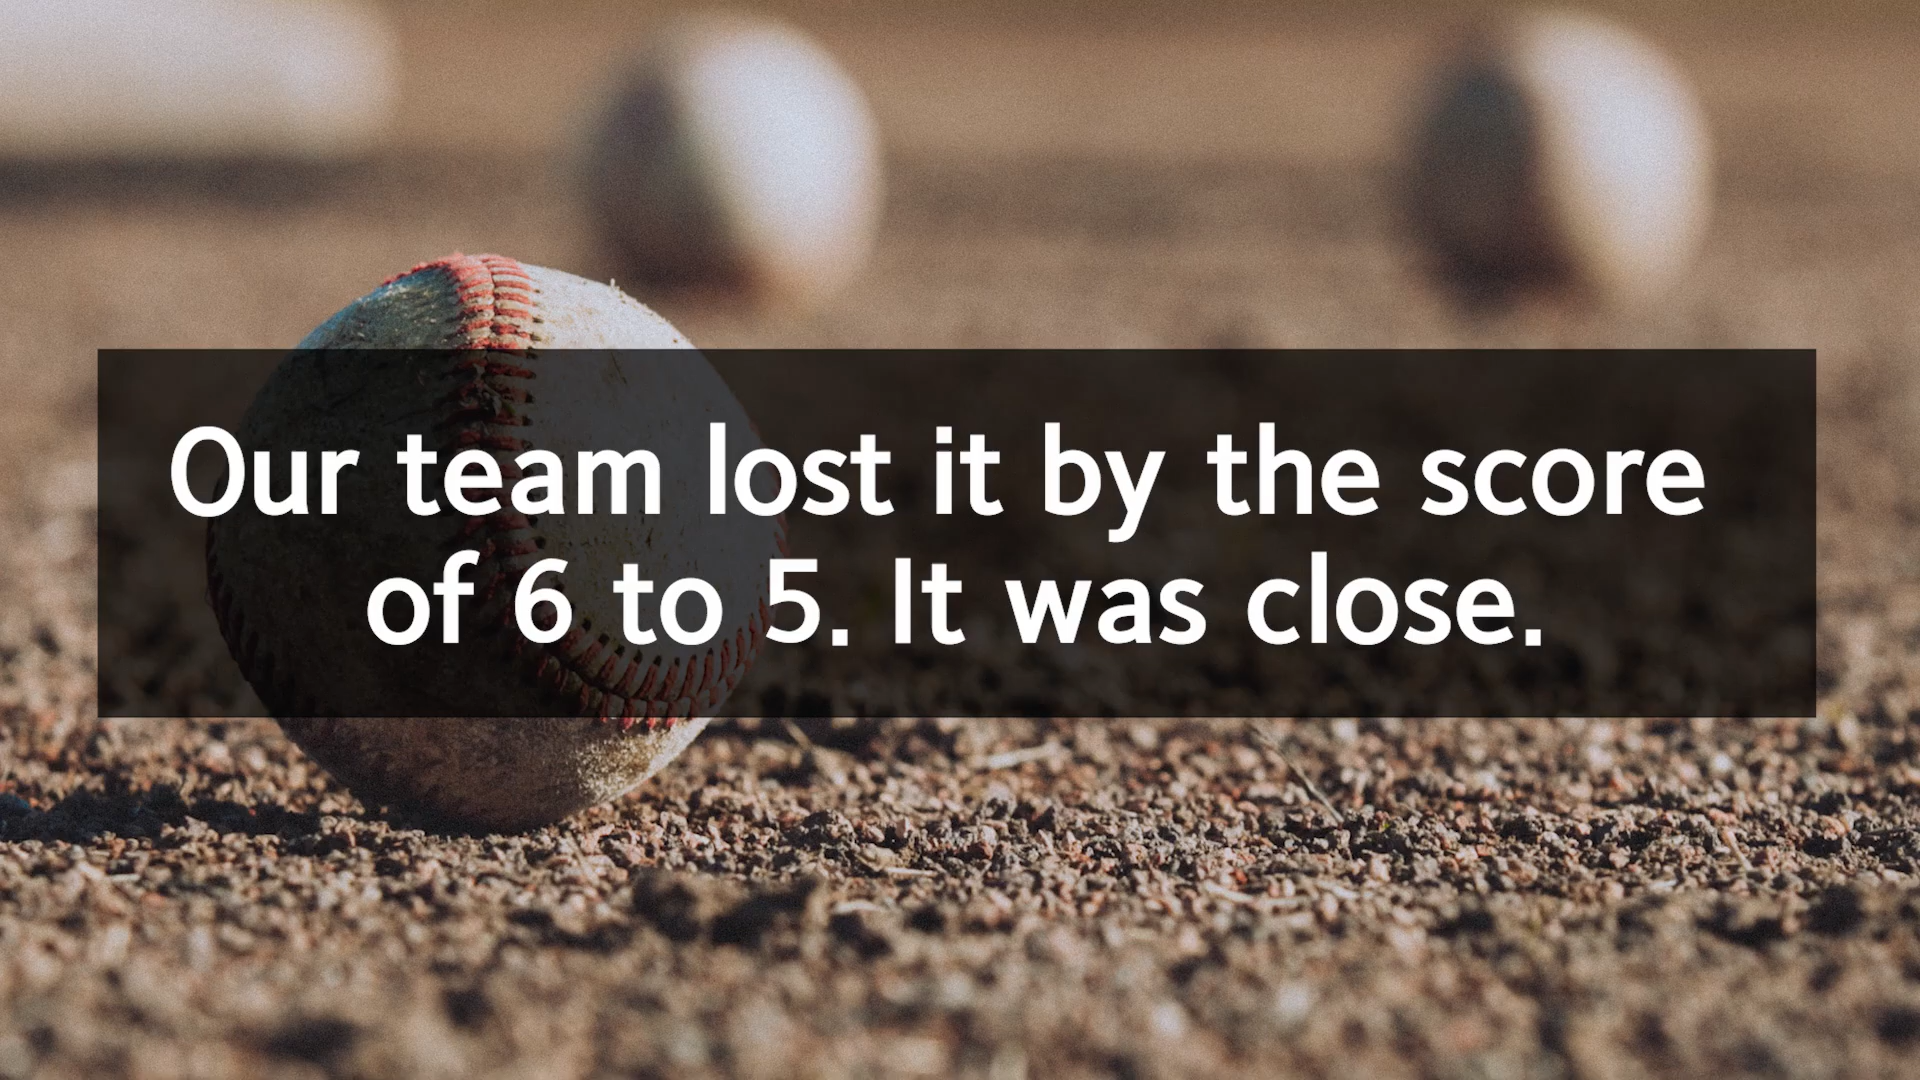 Our team lost it by the score
of 6 to 5. It was close.